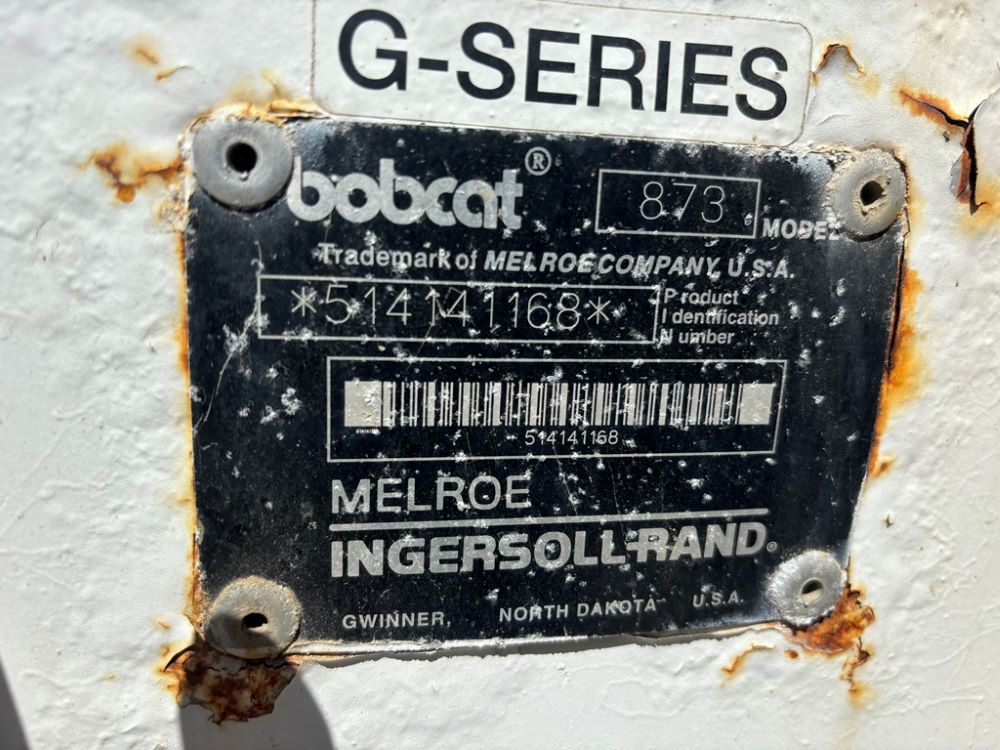 G-SERIES
bobcat®
873
MODEL
Trademark of MELROE COMPANY, U.S.A.
*514141168*
Product
Identification
Number
514141168
MELROE
INGERSOLL-RAND®
GWINNER, NORTH DAKOTA U.S.A.